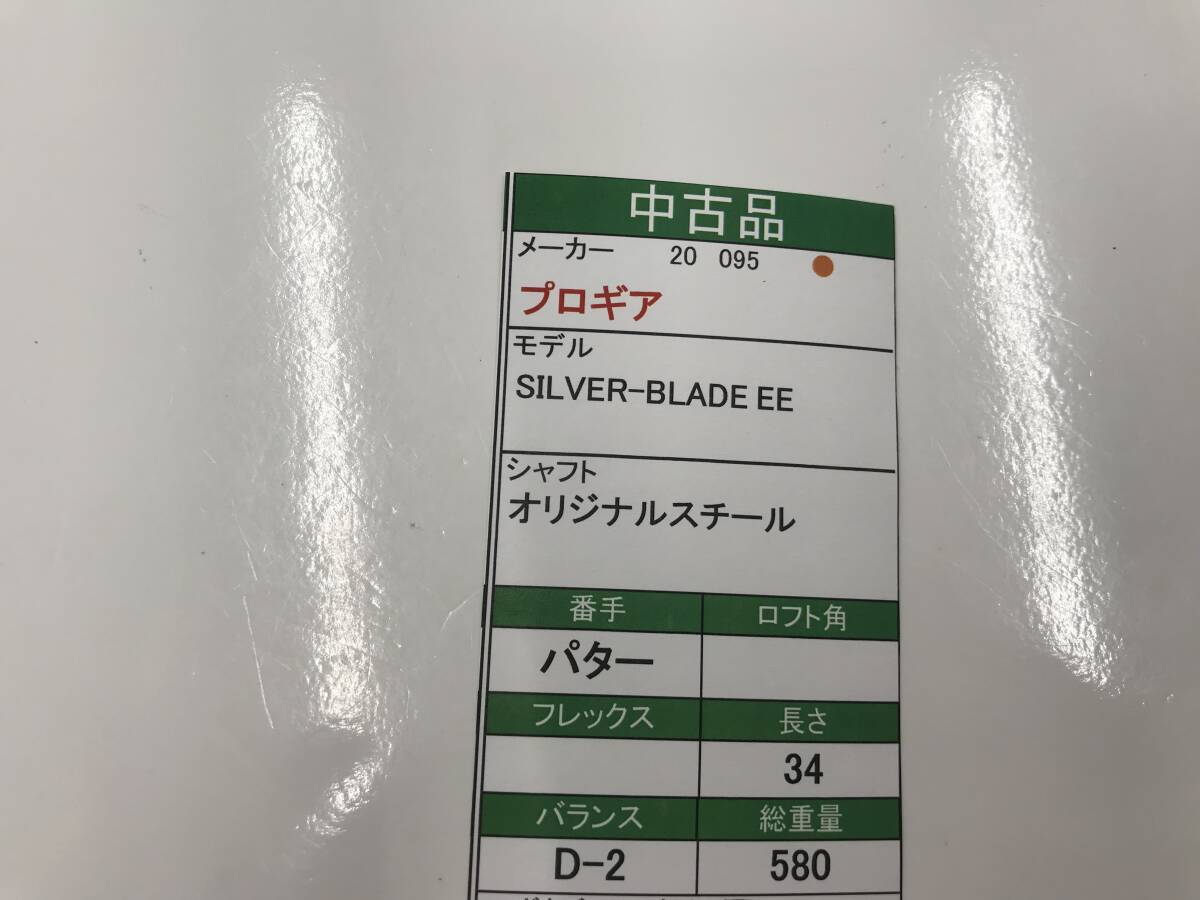 中古品
メーカー 20 095
プロギア
モデル
SILVER-BLADE EE
シャフト
オリジナルスチール
番手 ロフト角
パター
フレックス 長さ
34
バランス 総重量
D-2 580